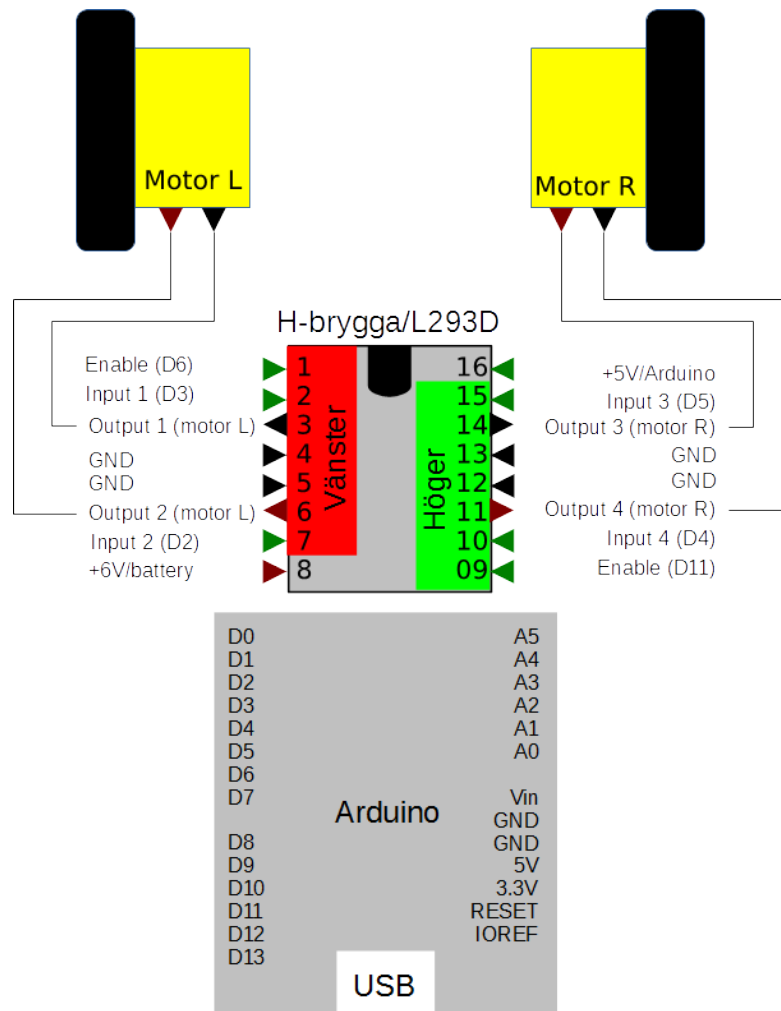 Motor L
Motor R
H-brygga/L293D
Enable (D6)
Input 1 (D3)
Output 1 (motor L)
GND
GND
Output 2 (motor L)
Input 2 (D2)
+6V/battery
1
2
3
4
5
6
7
8
Vänster
Höger
16
15
14
13
12
11
10
09
+5V/Arduino
Input 3 (D5)
Output 3 (motor R)
GND
GND
Output 4 (motor R)
Input 4 (D4)
Enable (D11)
D0
D1
D2
D3
D4
D5
D6
D7
D8
D9
D10
D11
D12
D13
Arduino
A5
A4
A3
A2
A1
A0
Vin
GND
GND
5V
3.3V
RESET
IOREF
USB